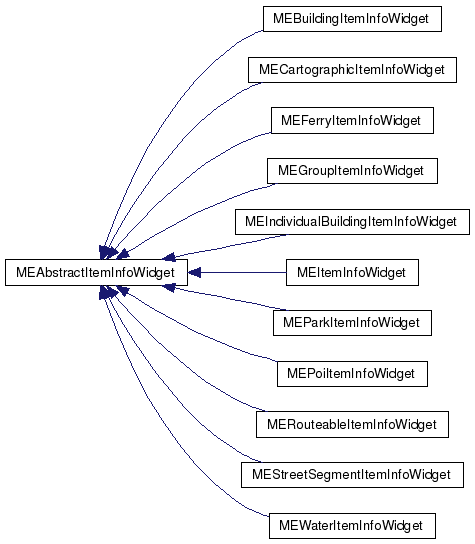 MEBuildingItemInfoWidget
MECartographicItemInfoWidget
MEFerryItemInfoWidget
MEGroupItemInfoWidget
MEIndividualBuildingItemInfoWidget
MEAbstractItemInfoWidget
MEItemInfoWidget
MEParkItemInfoWidget
MEPoiItemInfoWidget
MERouteableItemInfoWidget
MEStreetSegmentItemInfoWidget
MEWaterItemInfoWidget